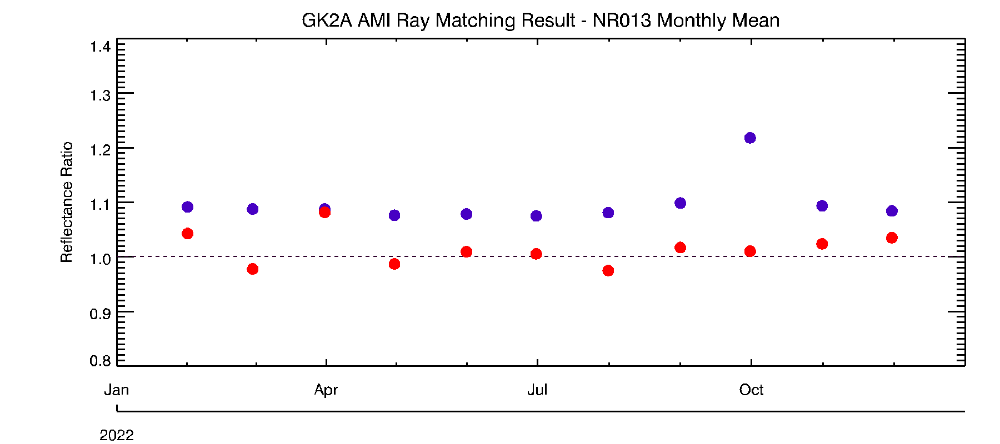 GK2A AMI Ray Matching Result - NR013 Monthly Mean
1.4
1.3
1.2
1.1
1.0
0.9
0.8
Reflectance Ratio
Jan Apr Jul Oct
2022